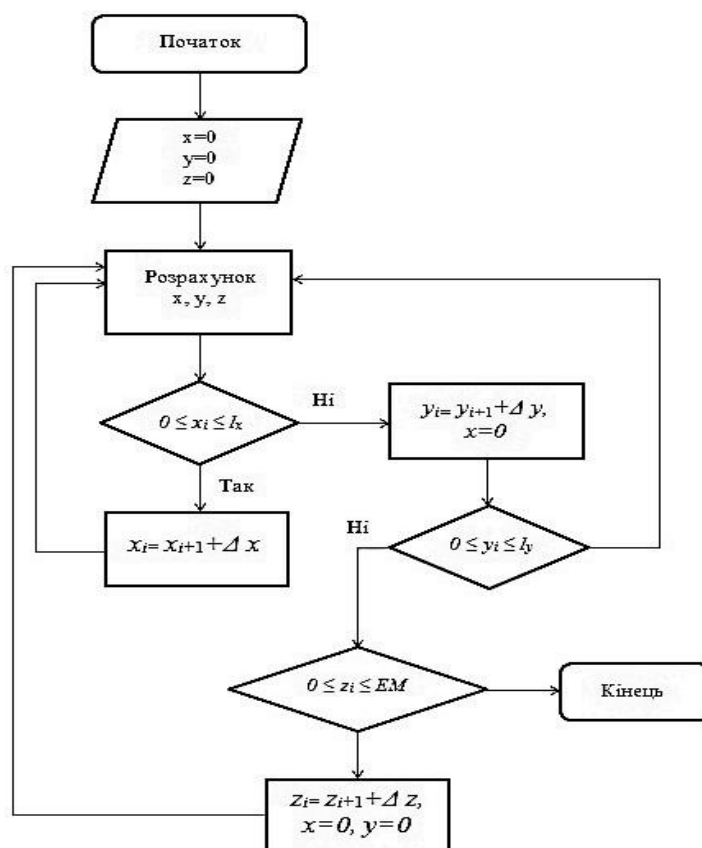 Початок
x=0
y=0
z=0
Розрахунок
x, y, z
0 ≤ xi ≤ lx
Ні
yi= yi+1+Δ y,
x=0
Так
xi= xi+1+Δ x
Ні
0 ≤ yi ≤ ly
0 ≤ zi ≤ EM
Кінець
zi= zi+1+Δ z,
x=0, y=0